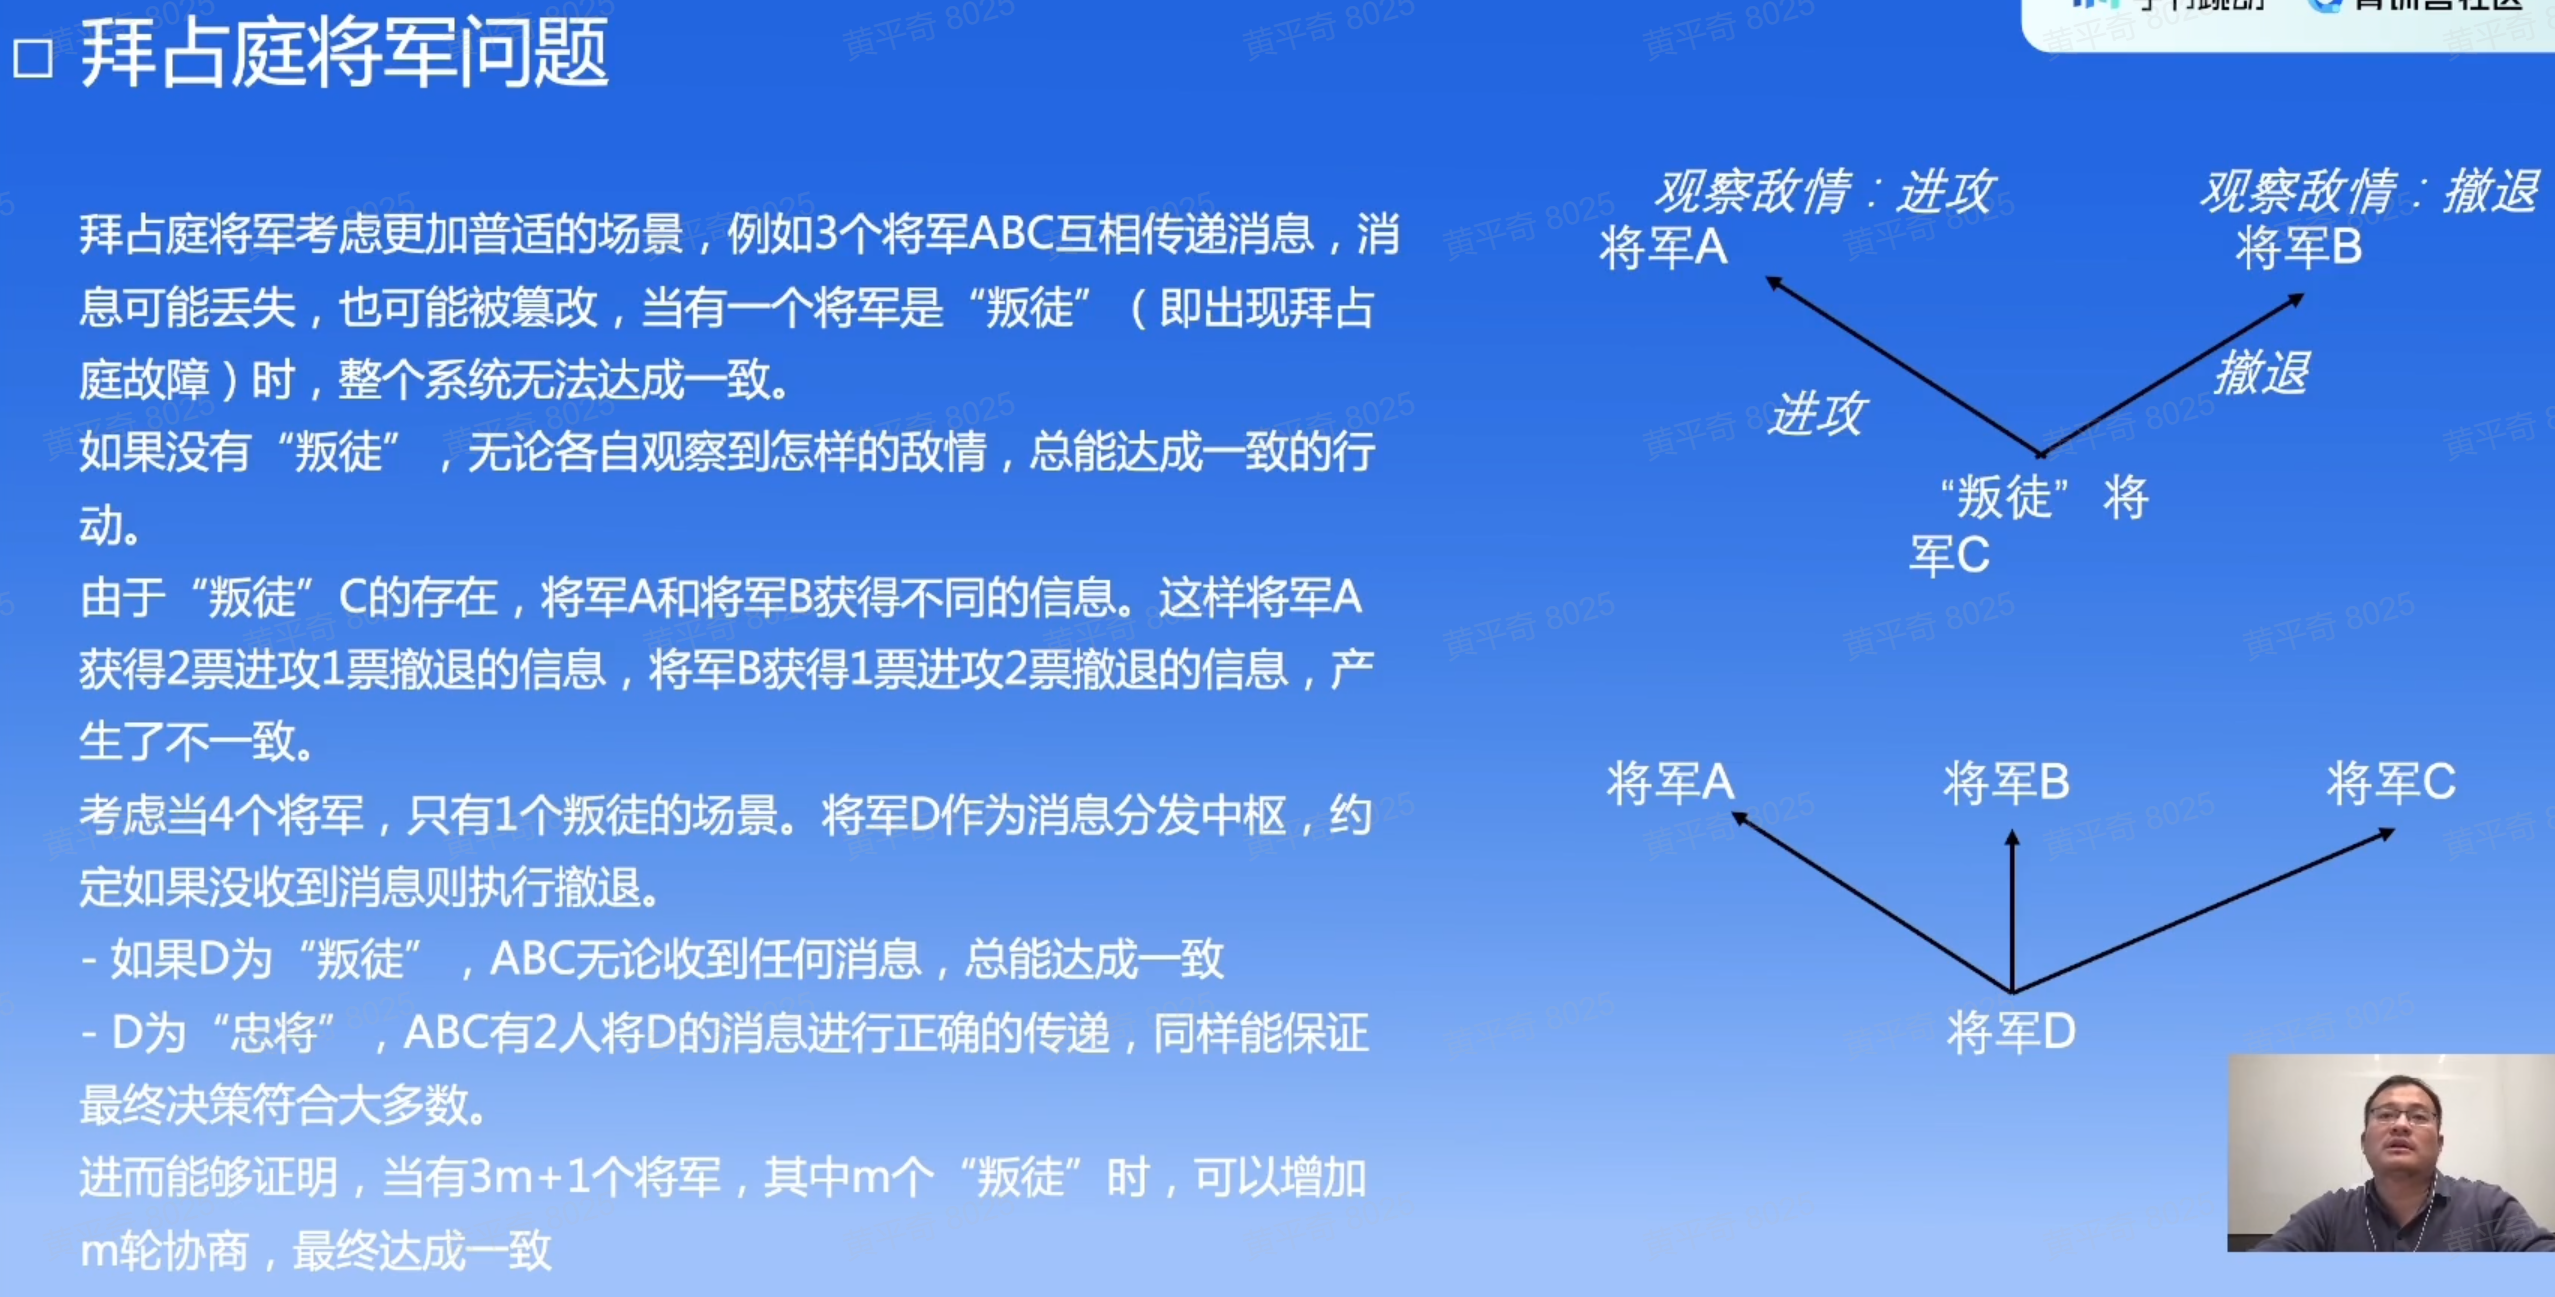 拜占庭将军问题
拜占庭将军考虑更加普适的场景，例如3个将军ABC互相传递消息，消
息可能丢失，也可能被篡改，当有一个将军是“叛徒”（即出现拜占
庭故障）时，整个系统无法达成一致。
如果没有“叛徒”，无论各自观察到怎样的敌情，总能达成一致的行
动。
由于“叛徒”C的存在，将军A和将军B获得不同的信息。这样将军A
获得2票进攻1票撤退的信息，将军B获得1票进攻2票撤退的信息，产
生了不一致。
考虑当4个将军，只有1个叛徒的场景。将军D作为消息分发中枢，约
定如果没收到消息则执行撤退。
- 如果D为“叛徒”，ABC无论收到任何消息，总能达成一致
- D为“忠将”，ABC有2人将D的消息进行正确的传递，同样能保证
最终决策符合大多数。
进而能够证明，当有3m+1个将军，其中m个“叛徒”时，可以增加
m轮协商，最终达成一致
观察敌情：进攻
观察敌情：撤退
将军A
将军B
进攻
撤退
“叛徒” 将
军C
将军A
将军B
将军C
将军D
黄平奇 8025